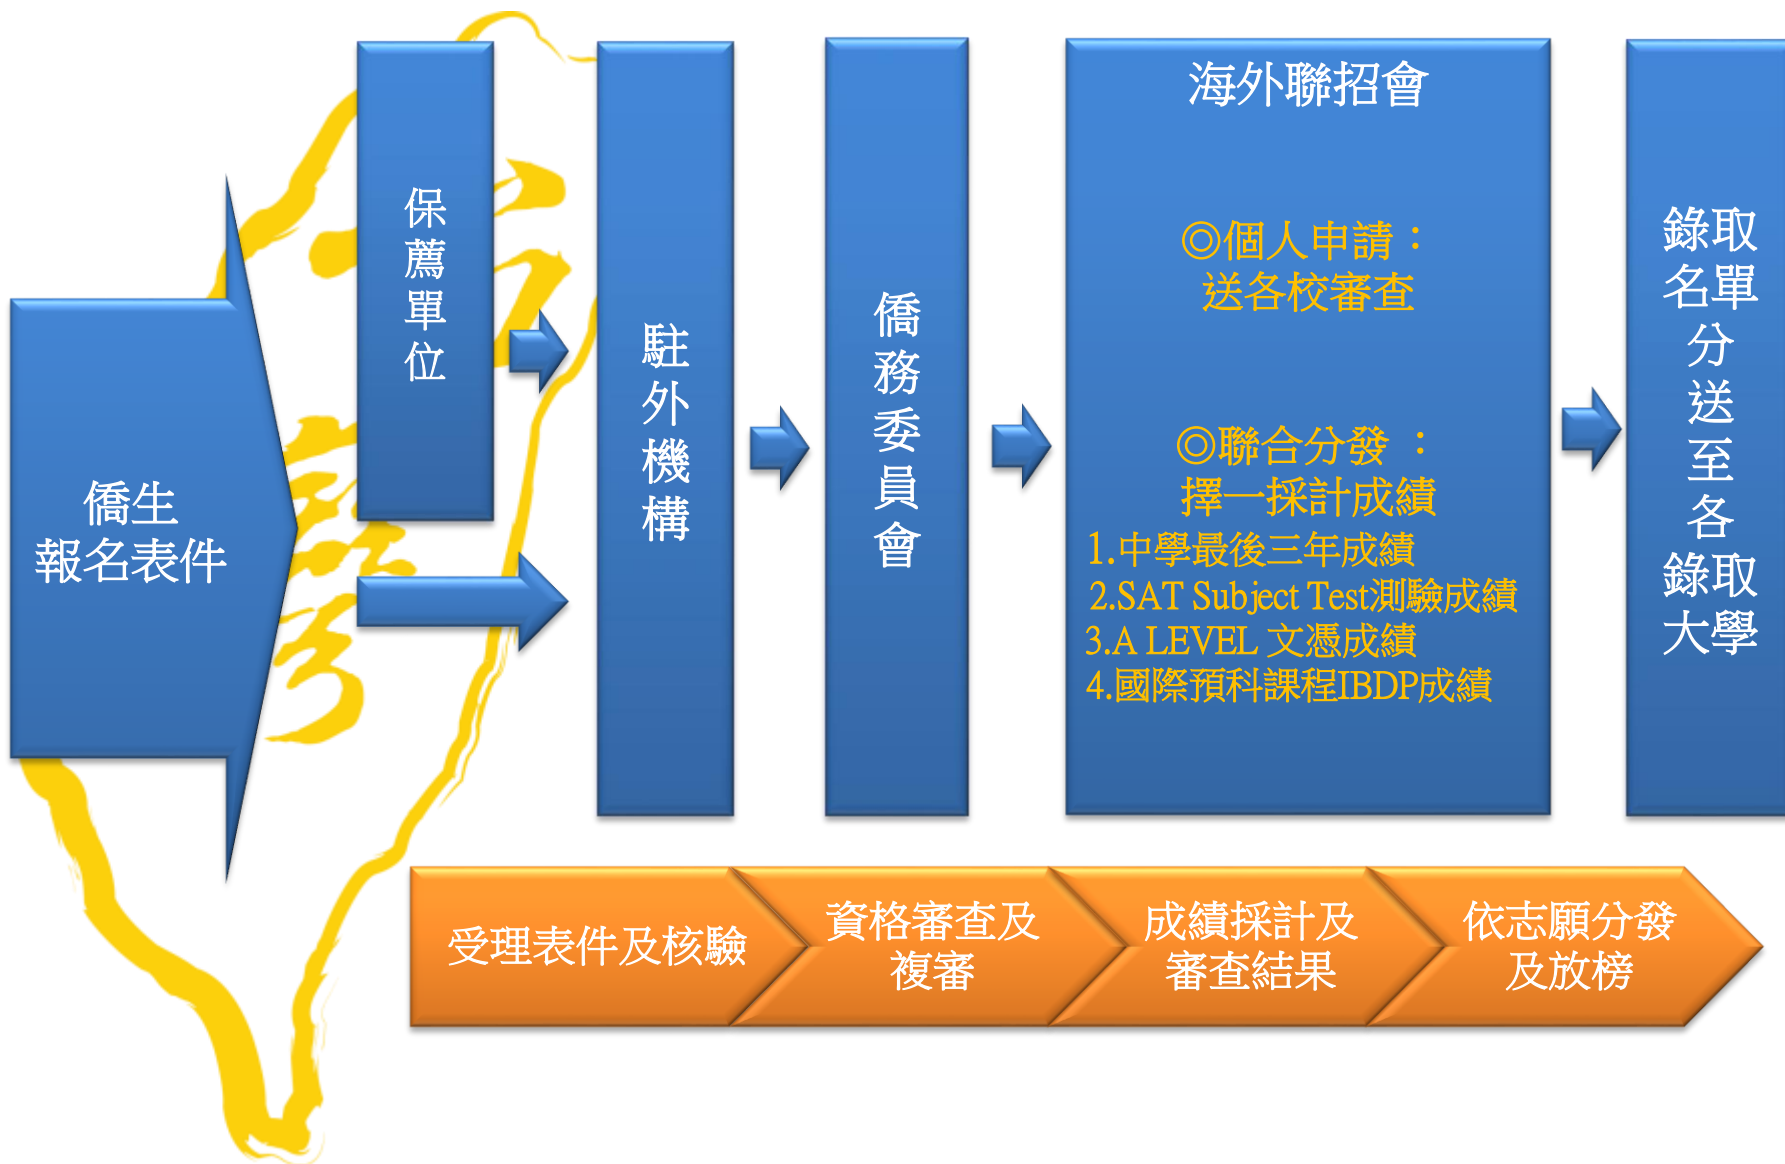 僑生
報名表件
保薦單位
駐外機構
僑務委員會
海外聯招會
◎個人申請：
送各校審查
◎聯合分發 ：
擇一採計成績
1.中學最後三年成績
2.SAT Subject Test測驗成績
3.A LEVEL 文憑成績
4.國際預科課程IBDP成績
錄取
名單
分
送
至
各
錄取
大學
受理表件及核驗
資格審查及
複審
成績採計及
審查結果
依志願分發
及放榜